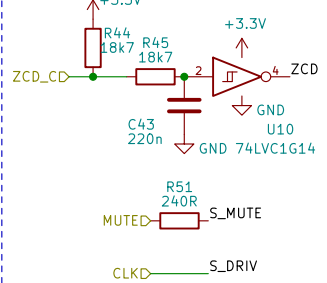 +3.3V
R44
18k7
R45
18k7
+3.3V
ZCD_C
2
4
ZCD
GND
C43
220n
U10
GND
74LVC1G14
R51
240R
MUTE
S_MUTE
CLK
S_DRIV